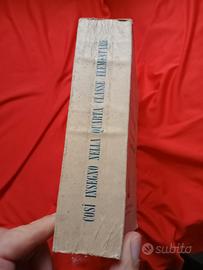 COSÌ INSEGNO NELLA QUARTA CLASSE ELEMENTARE
subito